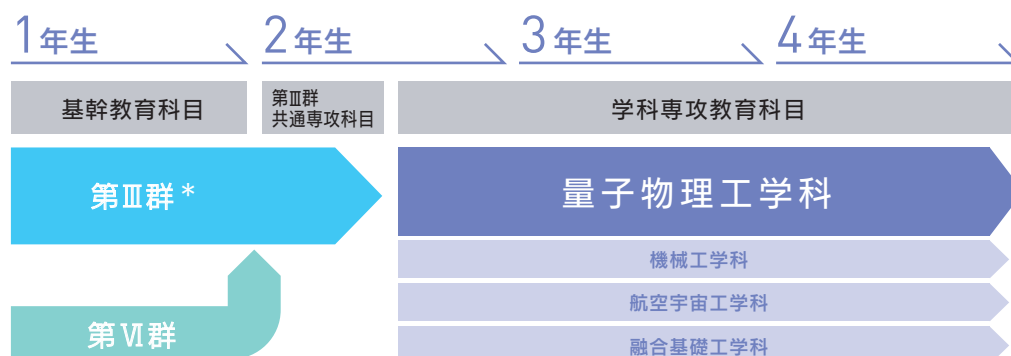 1年生
2年生
3年生
4年生
基幹教育科目
第Ⅲ群
共通専攻科目
学科専攻教育科目
第Ⅲ群*
量子物理工学科
機械工学科
航空宇宙工学科
第Ⅵ群
融合基礎工学科